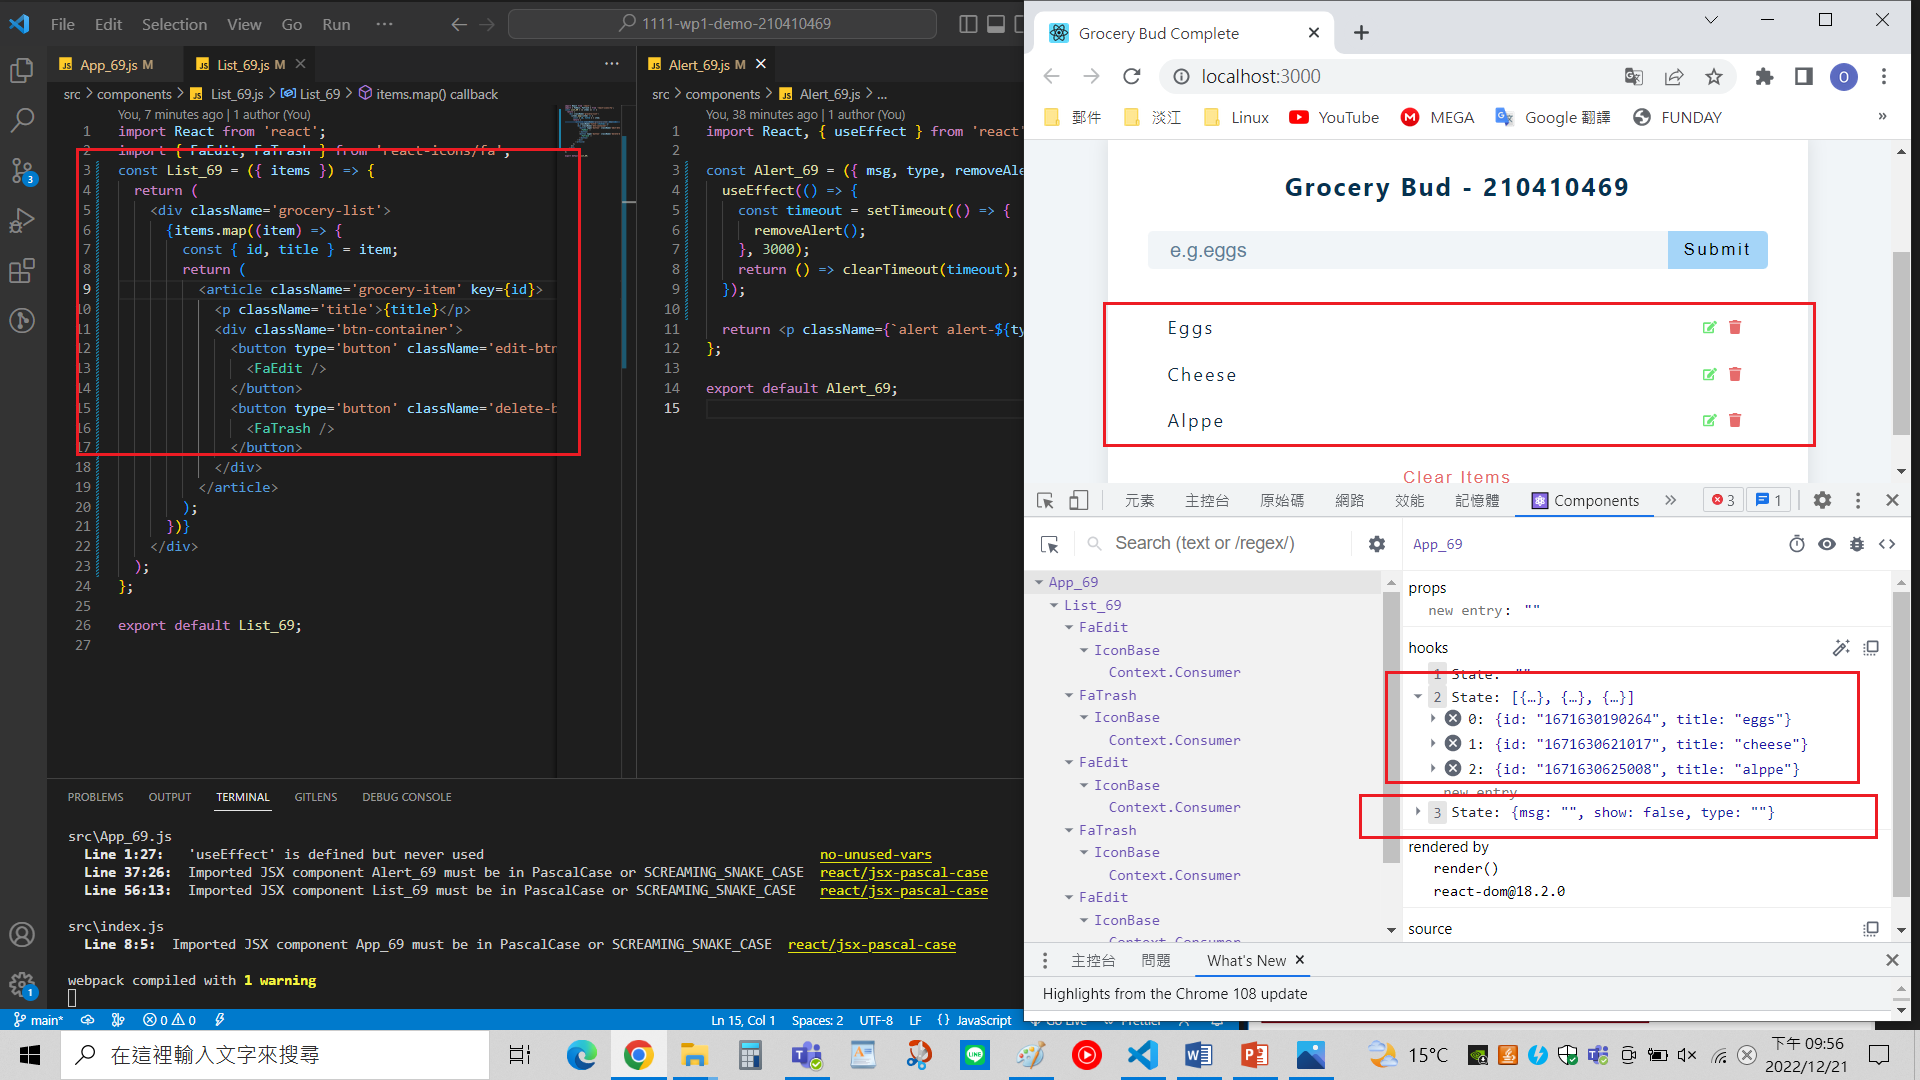 File Edit Selection View Go Run ···
1111-wp1-demo-210410469
App_69.js M
List_69.js M
src > components > List_69.js > List_69 > items.map() callback
You, 7 minutes ago | 1 author (You)
1 import React from 'react';
2 import { FaEdit, FaTrash } from 'react-icons/fa';
3 const List_69 = ({ items }) => {
4 return (
5 <div className='grocery-list'>
6 {items.map((item) => {
7 const { id, title } = item;
8 return (
9 <article className='grocery-item' key={id}>
10 <p className='title'>{title}</p>
11 <div className='btn-container'>
12 <button type='button' className='edit-btn
13 <FaEdit />
14 </button>
15 <button type='button' className='delete-b
16 <FaTrash />
17 </button>
18 </div>
19 </article>
20 );
21 })}
22 </div>
23 );
24 };
25
26 export default List_69;
27
Alert_69.js M
src > components > Alert_69.js > ...
You, 38 minutes ago | 1 author (You)
1 import React, { useEffect } from 'react'
2
3 const Alert_69 = ({ msg, type, removeAle
4 useEffect(() => {
5 const timeout = setTimeout(() => {
6 removeAlert();
7 }, 3000);
8 return () => clearTimeout(timeout);
9 });
10
11 return <p className={`alert alert-${ty
12 };
13
14 export default Alert_69;
15
PROBLEMS OUTPUT TERMINAL GITLENS DEBUG CONSOLE
src\App_69.js
Line 1:27: 'useEffect' is defined but never used no-unused-vars
Line 37:26: Imported JSX component Alert_69 must be in PascalCase or SCREAMING_SNAKE_CASE react/jsx-pascal-case
Line 56:13: Imported JSX component List_69 must be in PascalCase or SCREAMING_SNAKE_CASE react/jsx-pascal-case
src\index.js
Line 8:5: Imported JSX component App_69 must be in PascalCase or SCREAMING_SNAKE_CASE react/jsx-pascal-case
webpack compiled with 1 warning
3
1
main* 0 0
Ln 15, Col 1 Spaces: 2 UTF-8 LF {} JavaScript Go Live Prettier
Grocery Bud Complete
localhost:3000
O
郵件 淡江 Linux YouTube MEGA Google 翻譯 FUNDAY »
Grocery Bud - 210410469
e.g.eggs Submit
Eggs
Cheese
Alppe
Clear Items
元素 主控台 原始碼 網路 效能 記憶體 Components » 3 1
Search (text or /regex/)
App_69
App_69
List_69
FaEdit
IconBase
Context.Consumer
FaTrash
IconBase
Context.Consumer
FaEdit
IconBase
Context.Consumer
FaTrash
IconBase
Context.Consumer
FaEdit
IconBase
Context.Consumer
props
new entry: ""
hooks
1 State: ""
2 State: [{…}, {…}, {…}]
0: {id: "1671630190264", title: "eggs"}
1: {id: "1671630621017", title: "cheese"}
2: {id: "1671630625008", title: "alppe"}
new entry
3 State: {msg: "", show: false, type: ""}
rendered by
render()
react-dom@18.2.0
source
主控台 問題 What's New
Highlights from the Chrome 108 update
在這裡輸入文字來搜尋
15°C
下午 09:56
2022/12/21